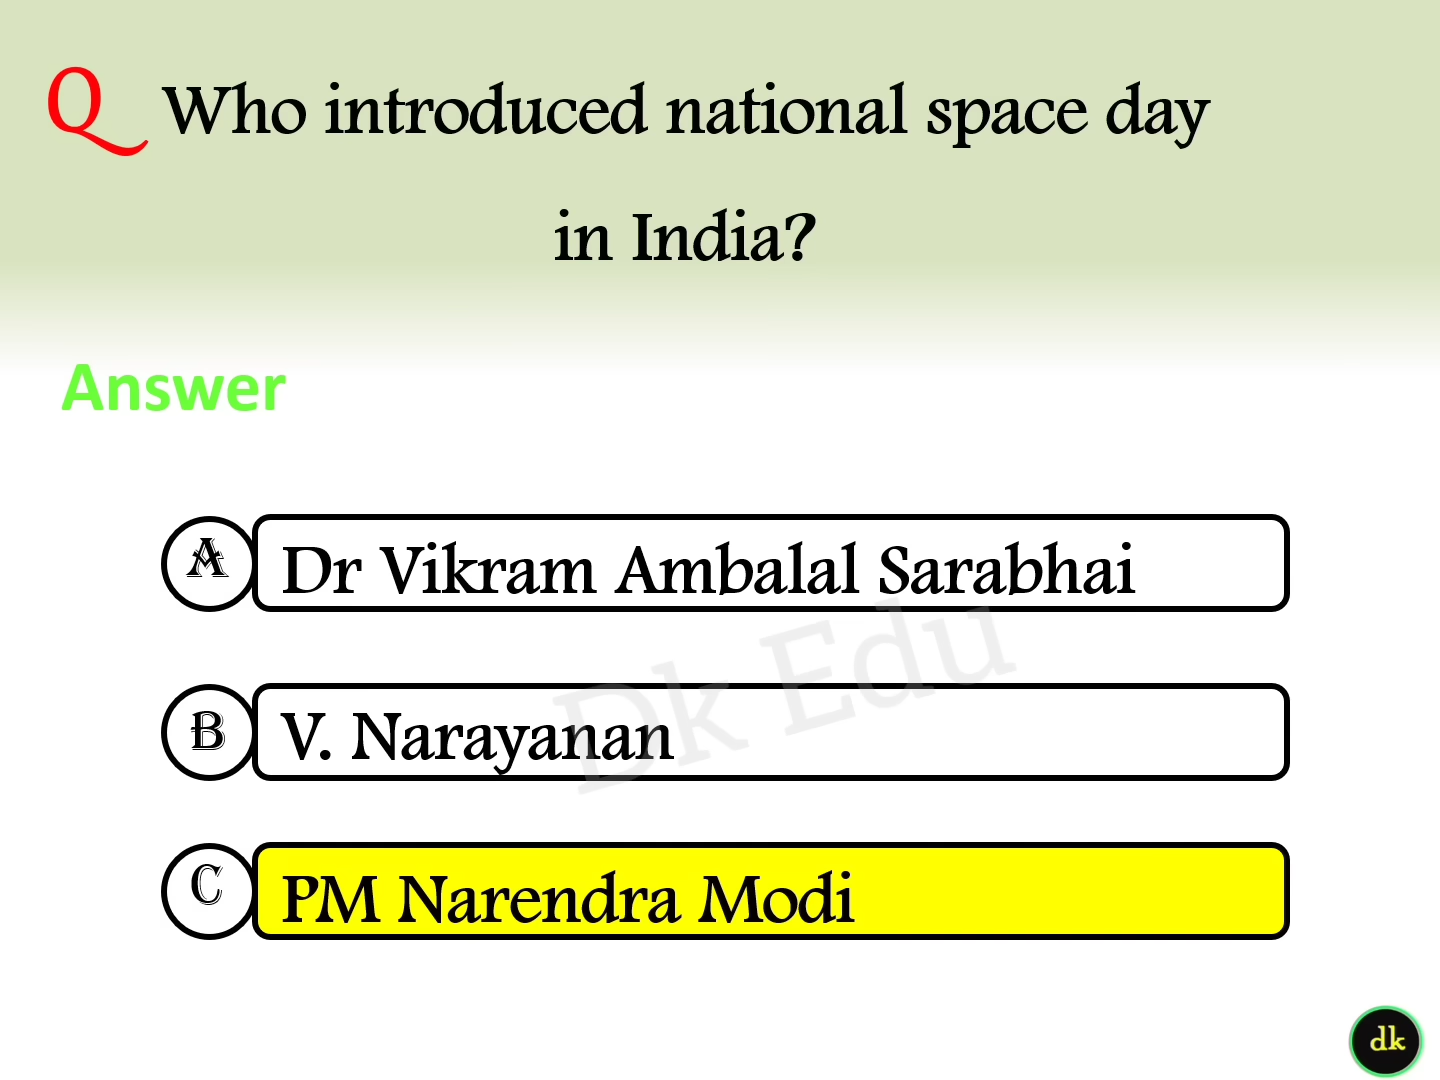 Q Who introduced national space day
in India?
Answer
A Dr Vikram Ambalal Sarabhai
B V. Narayanan
C PM Narendra Modi
Dk Edu
dk